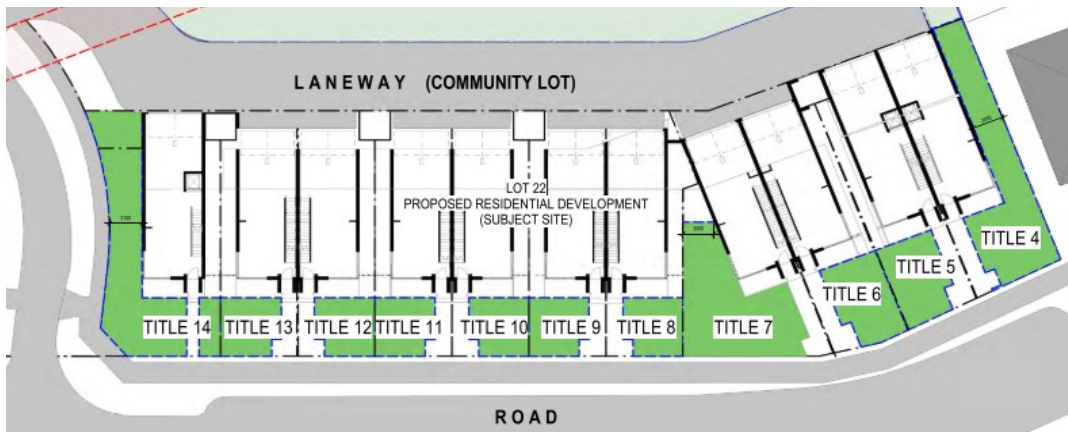 LANEWAY (COMMUNITY LOT)
LOT 22
PROPOSED RESIDENTIAL DEVELOPMENT
(SUBJECT SITE)
TITLE 4
TITLE 5
TITLE 6
TITLE 7
TITLE 14
TITLE 13
TITLE 12
TITLE 11
TITLE 10
TITLE 9
TITLE 8
ROAD